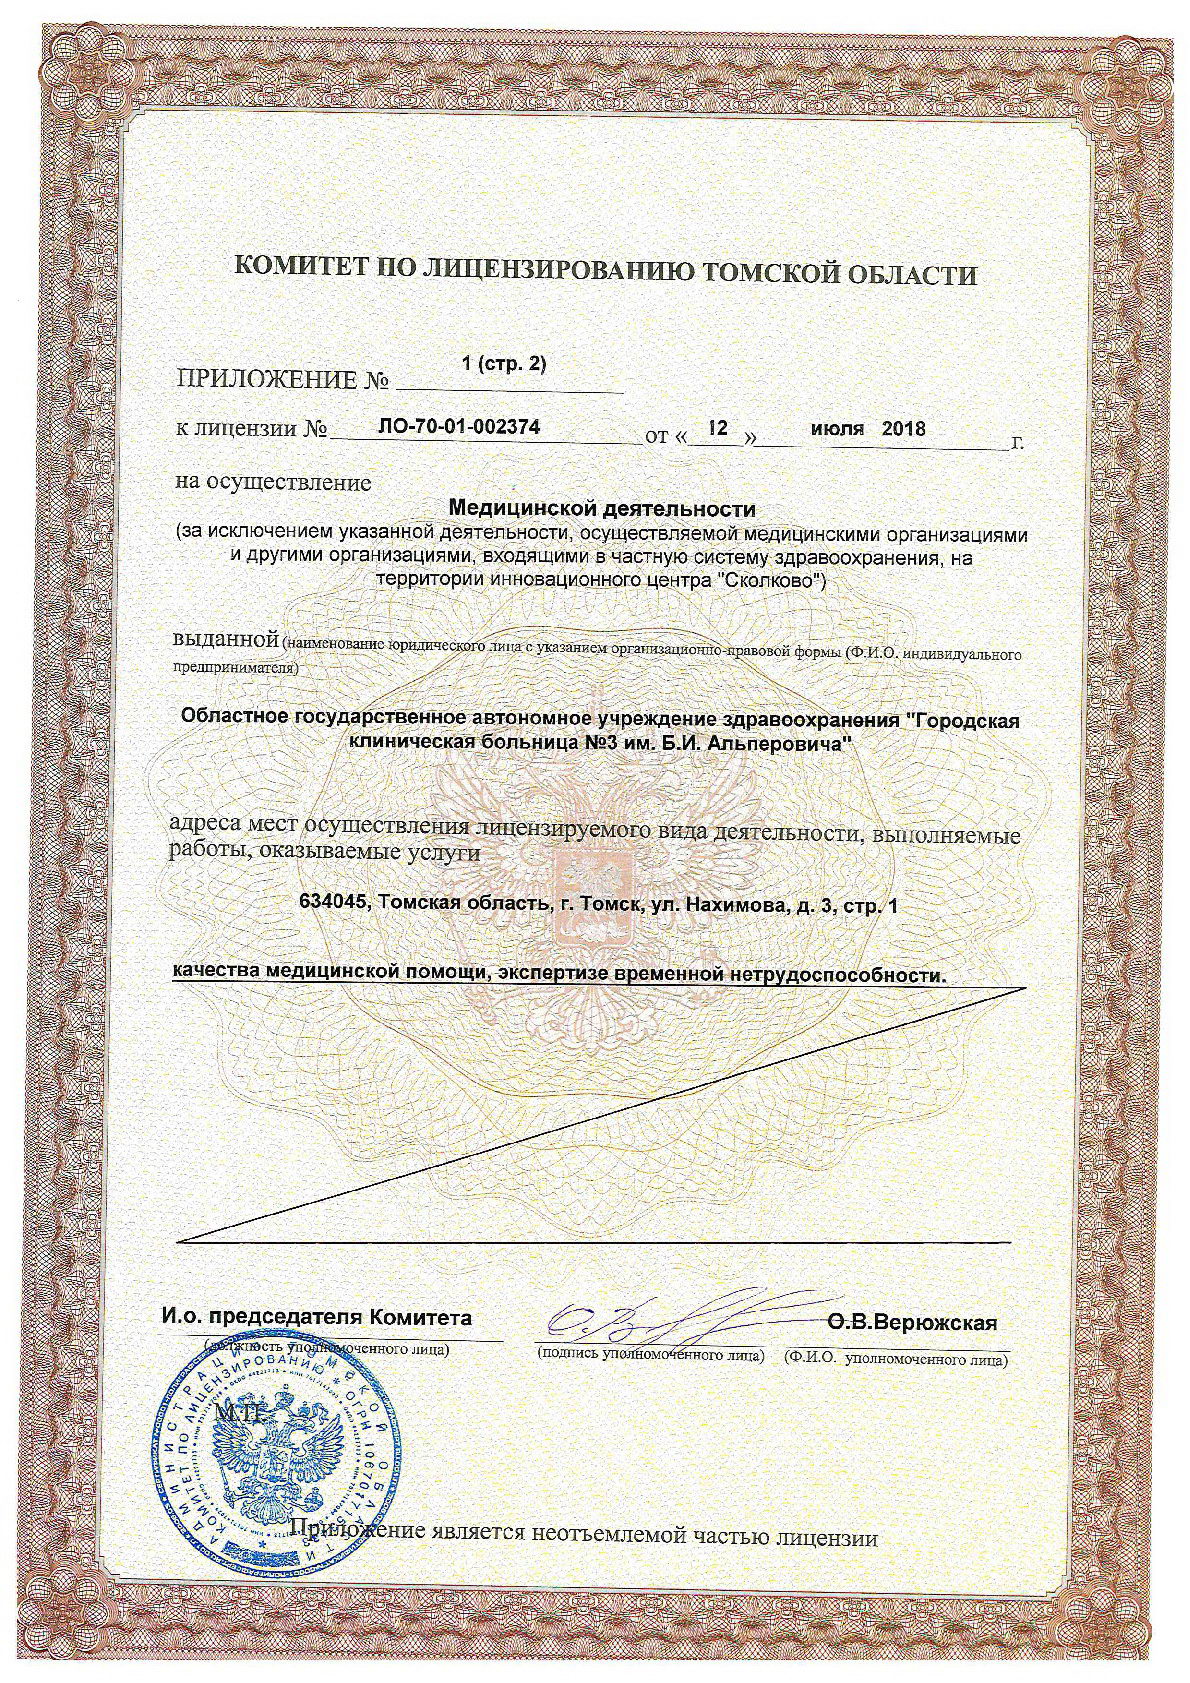 КОМИТЕТ ПО ЛИЦЕНЗИРОВАНИЮ ТОМСКОЙ ОБЛАСТИ
ПРИЛОЖЕНИЕ № 1 (стр. 2)
к лицензии № ЛО-70-01-002374 от « 12 » июля 2018 г.
на осуществление
Медицинской деятельности
(за исключением указанной деятельности, осуществляемой медицинскими организациями
и другими организациями, входящими в частную систему здравоохранения, на
территории инновационного центра "Сколково")
выданной (наименование юридического лица с указанием организационно-правовой формы (Ф.И.О. индивидуального
предпринимателя)
Областное государственное автономное учреждение здравоохранения "Городская
клиническая больница №3 им. Б.И. Альперовича"
адреса мест осуществления лицензируемого вида деятельности, выполняемые
работы, оказываемые услуги
634045, Томская область, г. Томск, ул. Нахимова, д. 3, стр. 1
качества медицинской помощи, экспертизе временной нетрудоспособности.
И.о. председателя Комитета О.В.Верюжская
(должность уполномоченного лица) (подпись уполномоченного лица) (Ф.И.О. уполномоченного лица)
М.П.
АДМИНИСТРАЦИЯ ТОМСКОЙ ОБЛАСТИ
КОМИТЕТ ПО ЛИЦЕНЗИРОВАНИЮ * ОГРН
Приложение является неотъемлемой частью лицензии